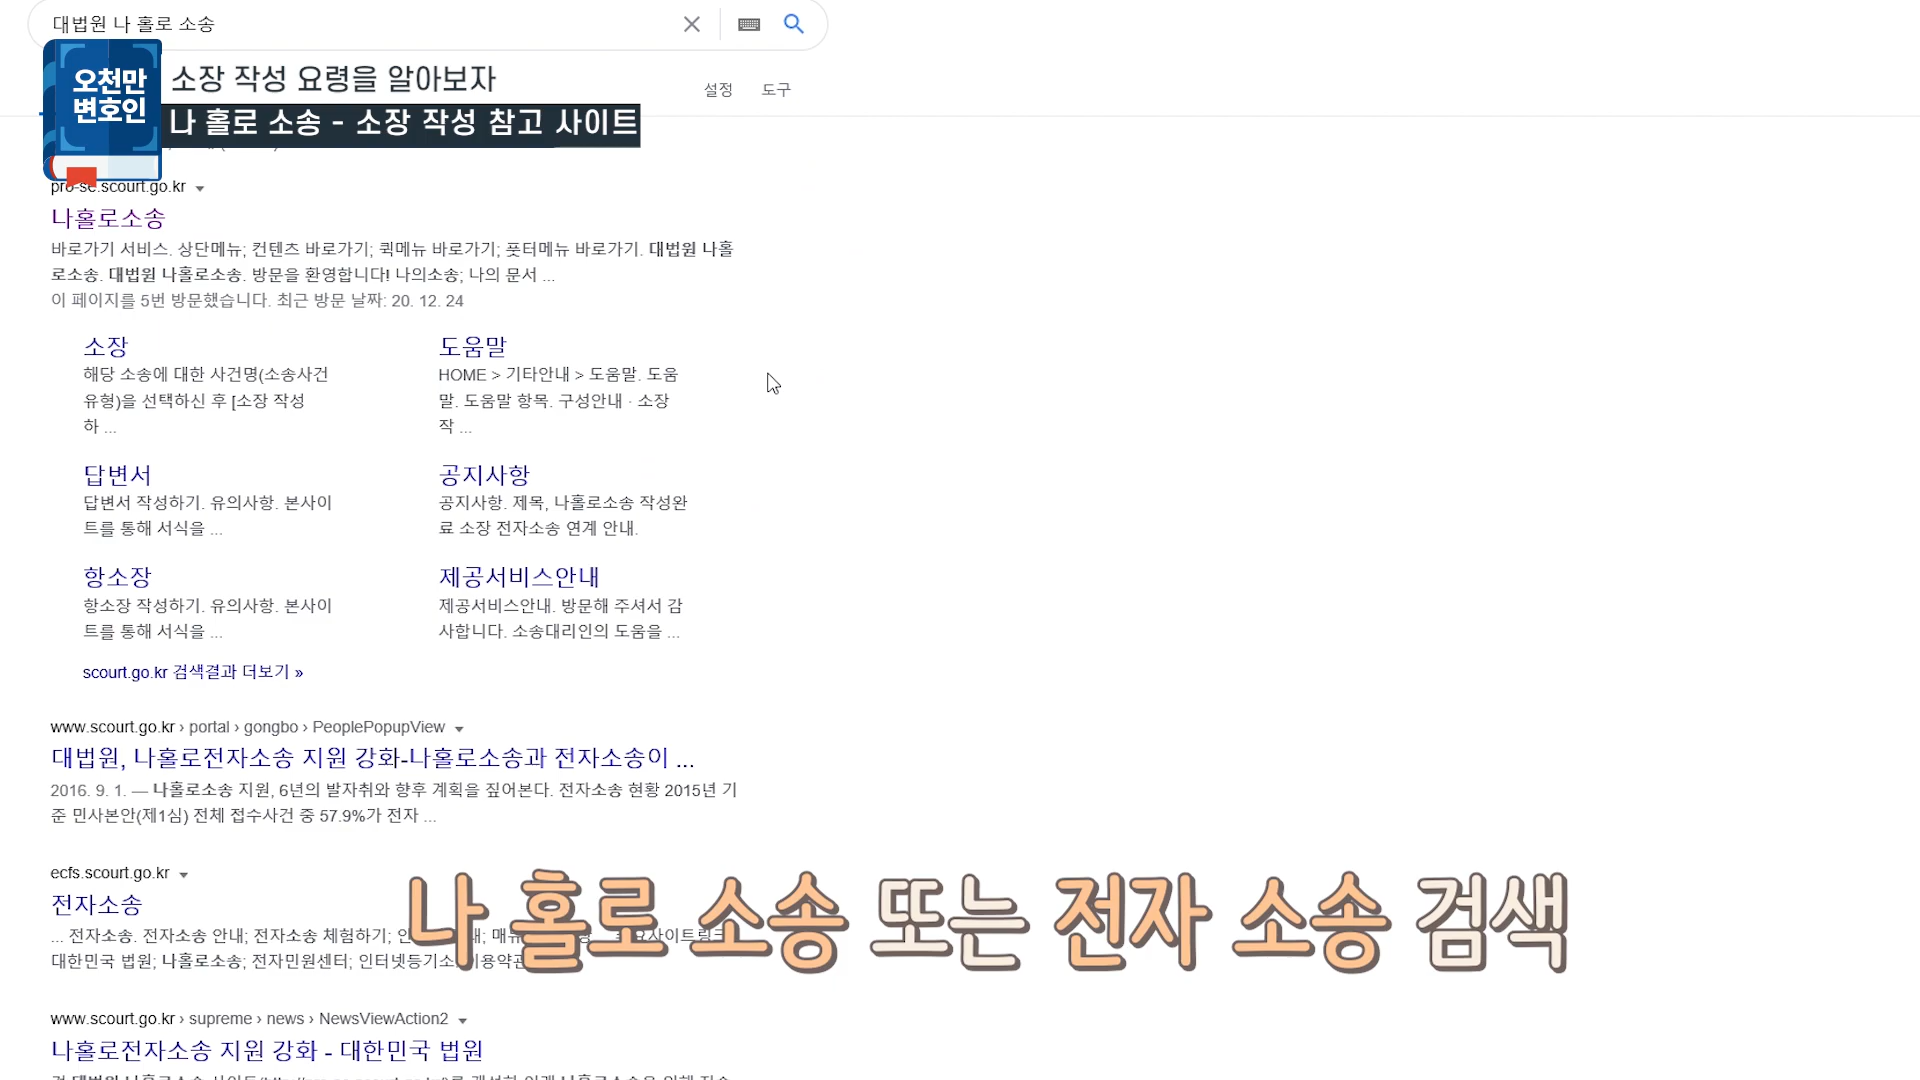 대법원 나 홀로 소송
오천만
변호인
소장 작성 요령을 알아보자
나 홀로 소송 - 소장 작성 참고 사이트
설정 도구
pro-se.scourt.go.kr
나홀로소송
바로가기 서비스. 상단메뉴; 컨텐츠 바로가기; 퀵메뉴 바로가기; 풋터메뉴 바로가기. 대법원 나홀
로소송. 대법원 나홀로소송. 방문을 환영합니다! 나의소송; 나의 문서 ...
이 페이지를 5번 방문했습니다. 최근 방문 날짜: 20. 12. 24
소장
해당 소송에 대한 사건명(소송사건
유형)을 선택하신 후 [소장 작성
하 ...
도움말
HOME > 기타안내 > 도움말. 도움
말. 도움말 항목. 구성안내 · 소장
작 ...
답변서
답변서 작성하기. 유의사항. 본사이
트를 통해 서식을 ...
공지사항
공지사항. 제목, 나홀로소송 작성완
료 소장 전자소송 연계 안내.
항소장
항소장 작성하기. 유의사항. 본사이
트를 통해 서식을 ...
제공서비스안내
제공서비스안내. 방문해 주셔서 감
사합니다. 소송대리인의 도움을 ...
scourt.go.kr 검색결과 더보기 »
www.scourt.go.kr › portal › gongbo › PeoplePopupView
대법원, 나홀로전자소송 지원 강화-나홀로소송과 전자소송이 ...
2016. 9. 1. — 나홀로소송 지원, 6년의 발자취와 향후 계획을 짚어본다. 전자소송 현황 2015년 기
준 민사본안(제1심) 전체 접수사건 중 57.9%가 전자 ...
ecfs.scourt.go.kr
전자소송
... 전자소송. 전자소송 안내; 전자소송 체험하기;
대한민국 법원; 나홀로소송; 전자민원센터; 인터넷등기소; 이용약관
나 홀로 소송 또는 전자 소송 검색
www.scourt.go.kr › supreme › news › NewsViewAction2
나홀로전자소송 지원 강화 - 대한민국 법원